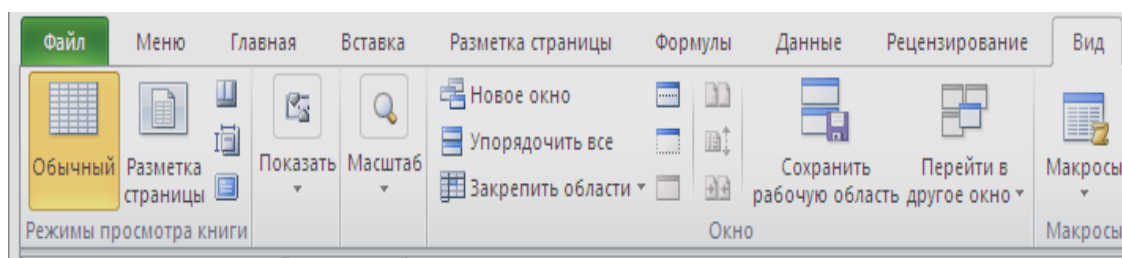 Файл Меню Главная Вставка Разметка страницы Формулы Данные Рецензирование Вид
Обычный
Разметка
страницы
Режимы просмотра книги
Показать
Масштаб
Новое окно
Упорядочить все
Закрепить области
Сохранить
рабочую область
Перейти в
другое окно
Окно
Макросы
Макросы